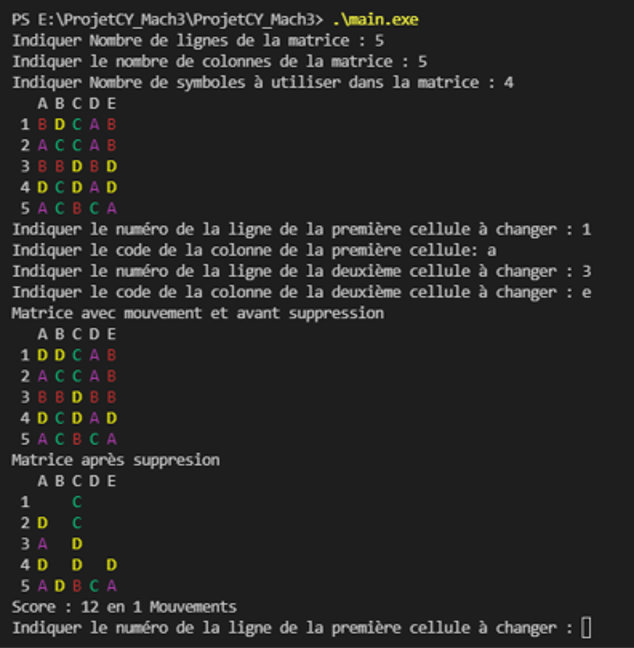 PS E:\ProjetCY_Mach3\ProjetCY_Mach3> .\main.exe
Indiquer Nombre de lignes de la matrice : 5
Indiquer le nombre de colonnes de la matrice : 5
Indiquer Nombre de symboles à utiliser dans la matrice : 4
A B C D E
1 B D C A B
2 A C C A B
3 B B D B D
4 D C D A D
5 A C B C A
Indiquer le numéro de la ligne de la première cellule à changer : 1
Indiquer le code de la colonne de la première cellule: a
Indiquer le numéro de la ligne de la deuxième cellule à changer : 3
Indiquer le code de la colonne de la deuxième cellule : e
Matrice avec mouvement et avant suppression
A B C D E
1 D D C A B
2 A C C A B
3 B B D B B
4 D C D A D
5 A C B C A
Matrice après suppresion
A B C D E
1 C
2 D C
3 A D
4 D D D
5 A D B C A
Score : 12 en 1 Mouvements
Indiquer le numéro de la ligne de la première cellule à changer :